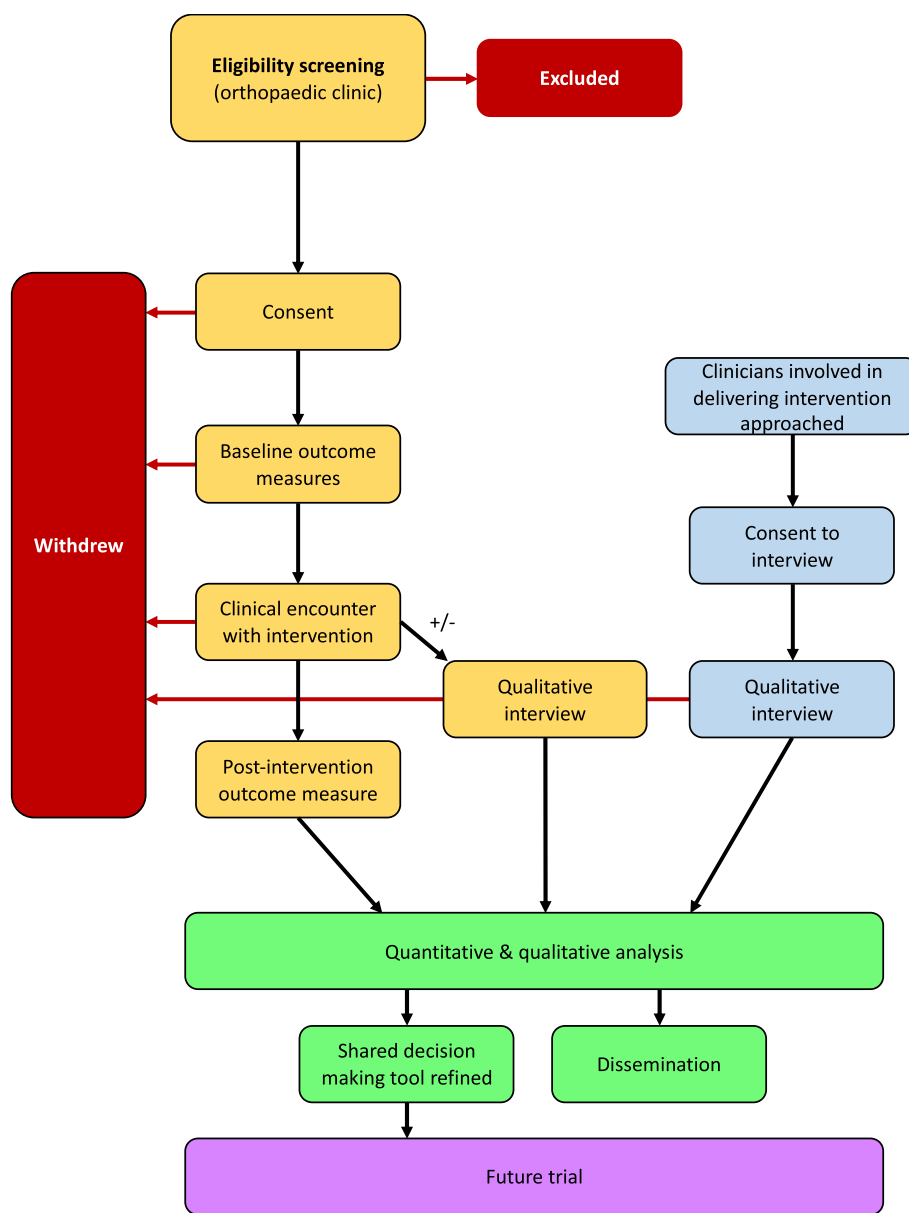 Eligibility screening
(orthopaedic clinic)
Excluded
Consent
Clinicians involved in
delivering intervention
approached
Baseline outcome
measures
Withdrew
Consent to
interview
Clinical encounter
with intervention
+/-
Qualitative
interview
Qualitative
interview
Post-intervention
outcome measure
Quantitative & qualitative analysis
Shared decision
making tool refined
Dissemination
Future trial